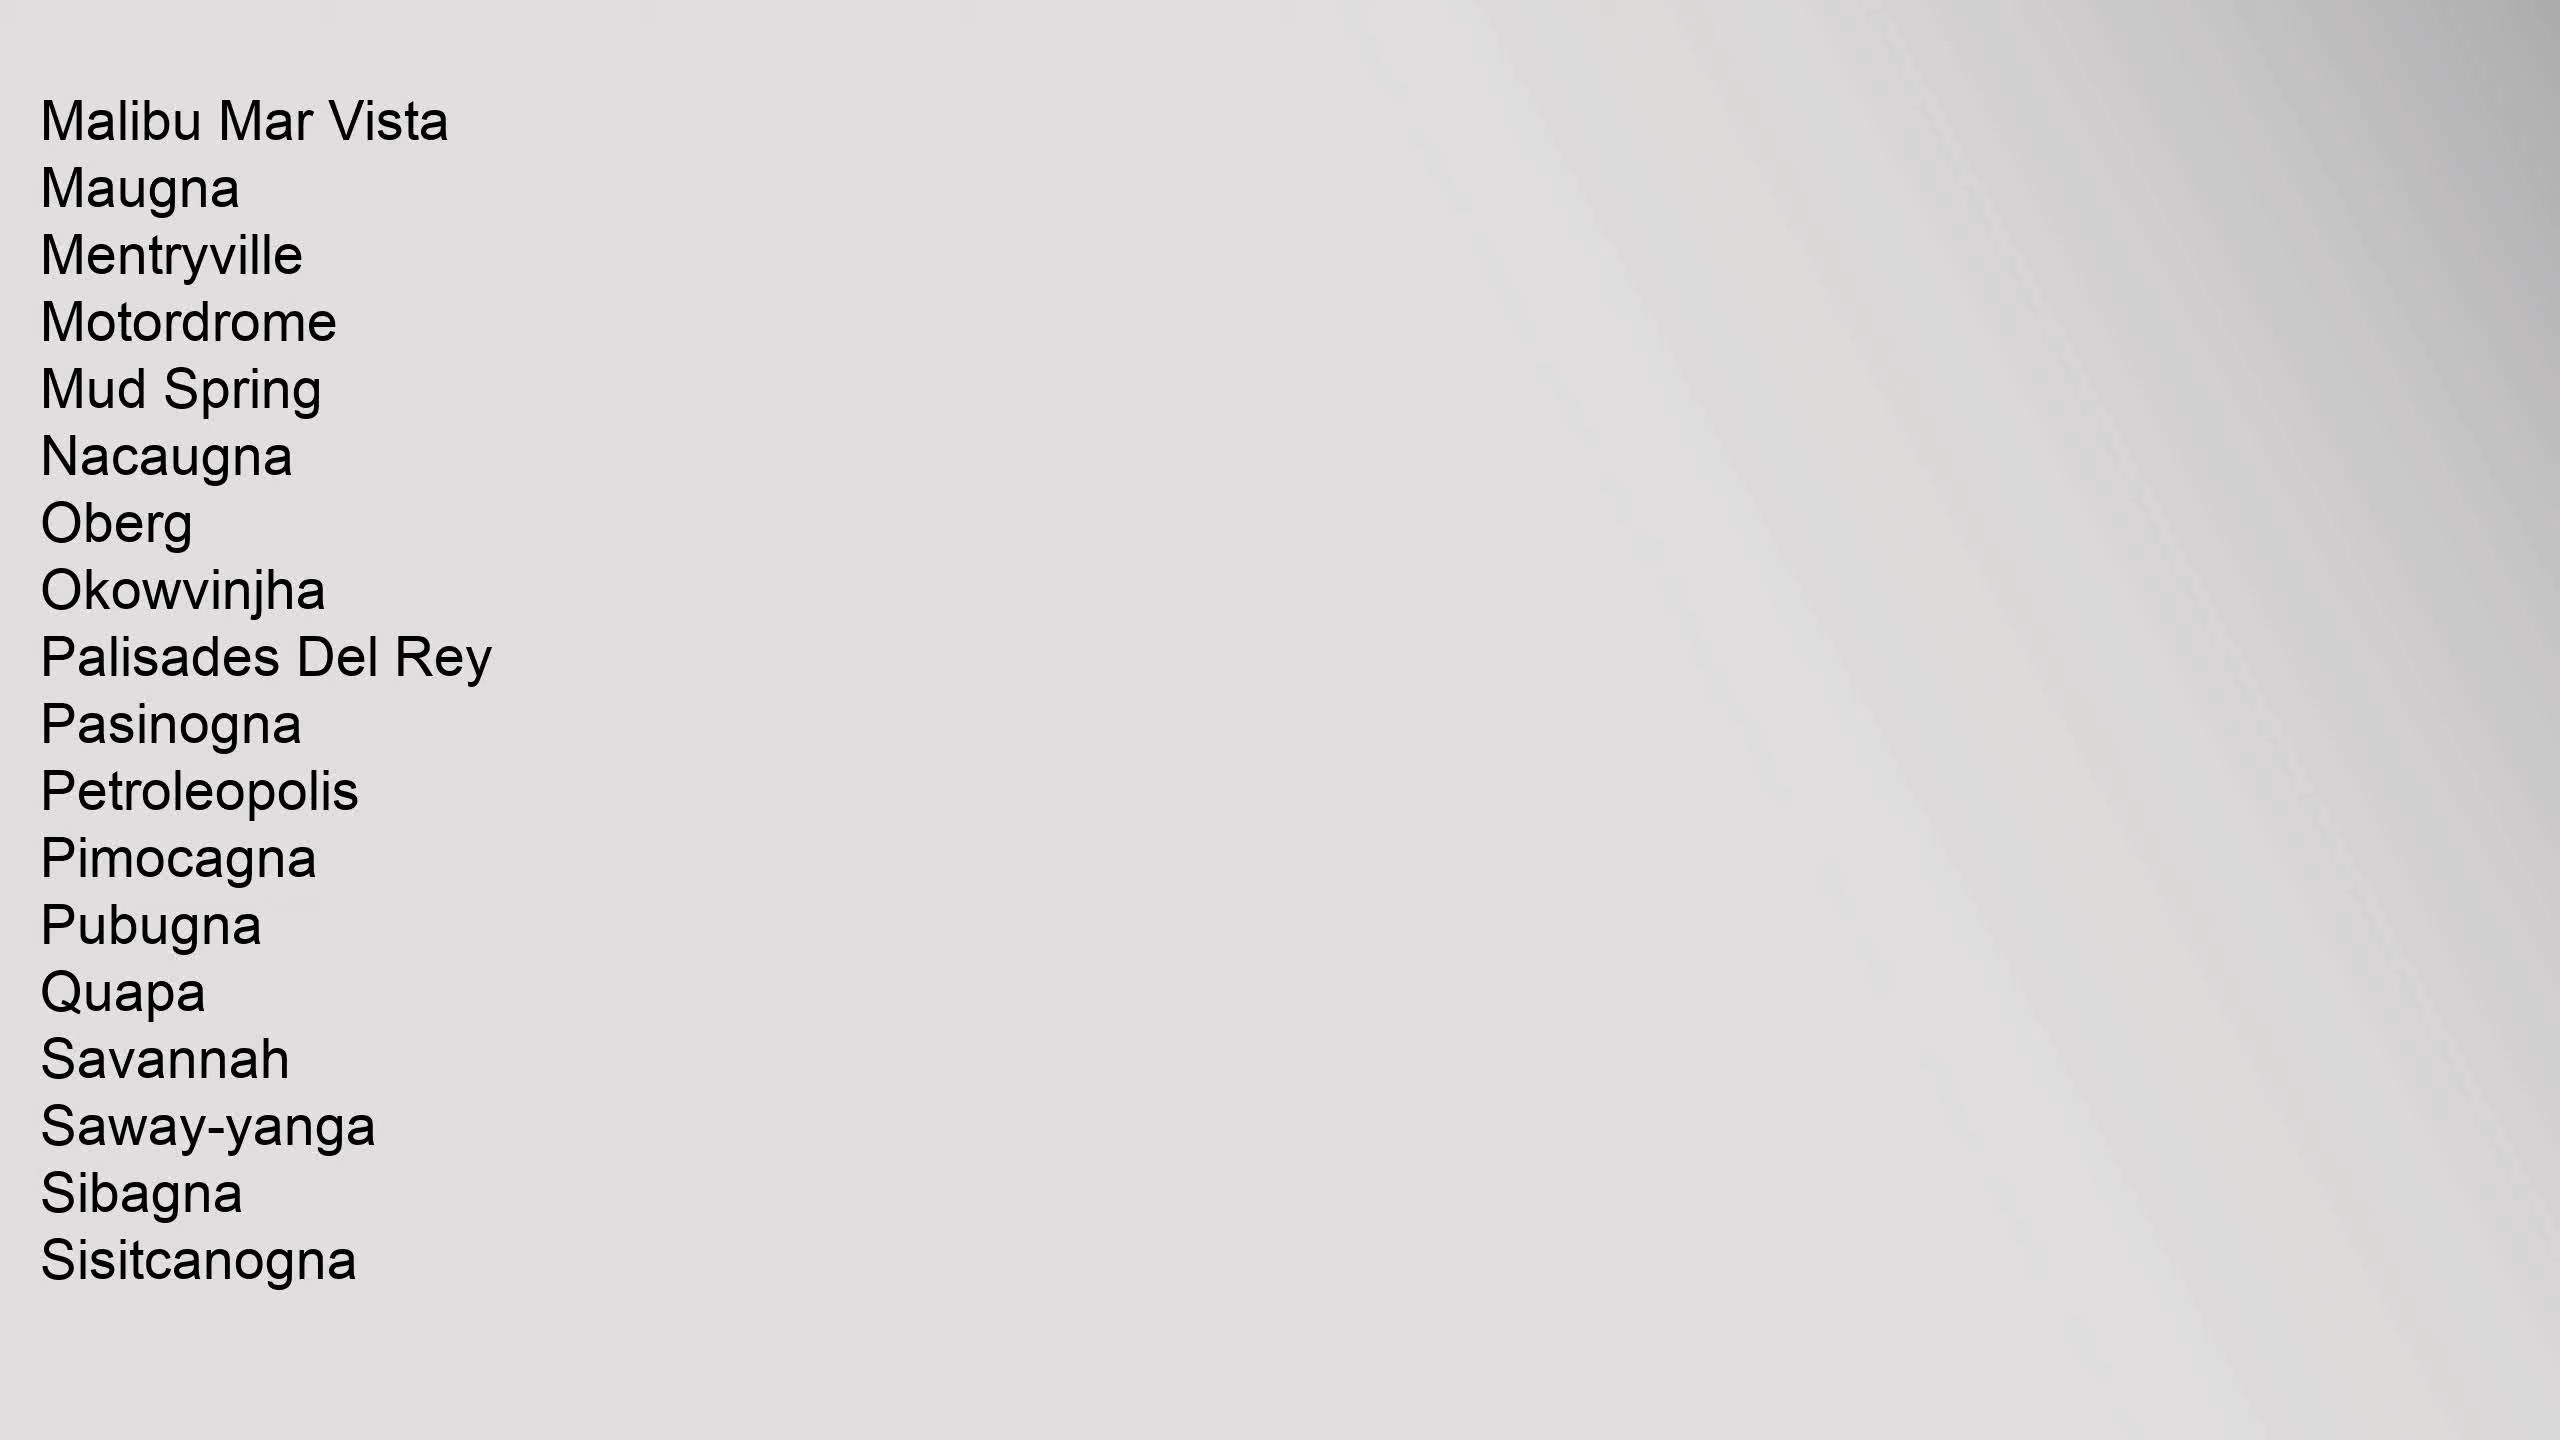 Malibu Mar Vista
Maugna
Mentryville
Motordrome
Mud Spring
Nacaugna
Oberg
Okowvinjha
Palisades Del Rey
Pasinogna
Petroleopolis
Pimocagna
Pubugna
Quapa
Savannah
Saway-yanga
Sibagna
Sisitcanogna